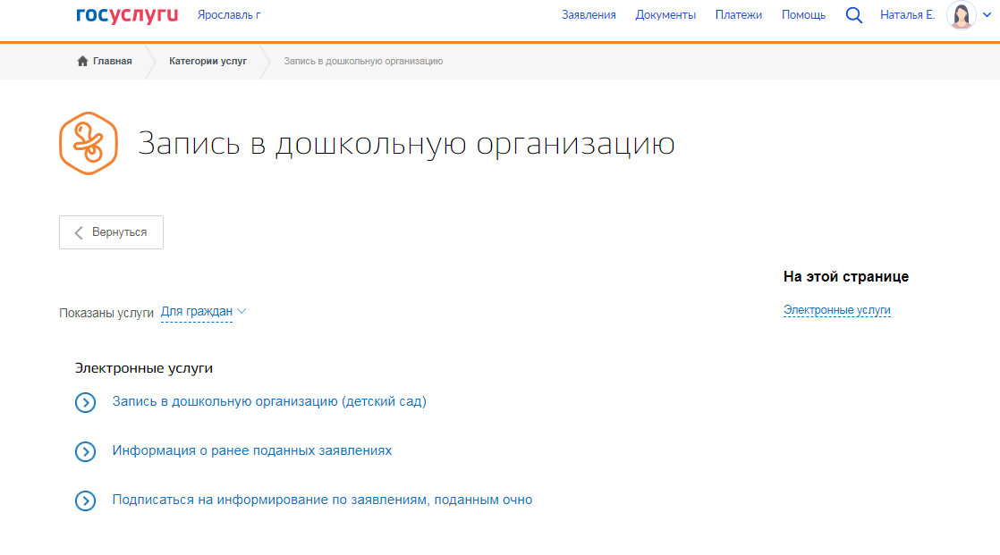 госуслуги Ярославль г Заявления Документы Платежи Помощь Наталья Е.
Главная Категории услуг Запись в дошкольную организацию
Запись в дошкольную организацию
Вернуться
На этой странице
Электронные услуги
Показаны услуги Для граждан
Электронные услуги
Запись в дошкольную организацию (детский сад)
Информация о ранее поданных заявлениях
Подписаться на информирование по заявлениям, поданным очно